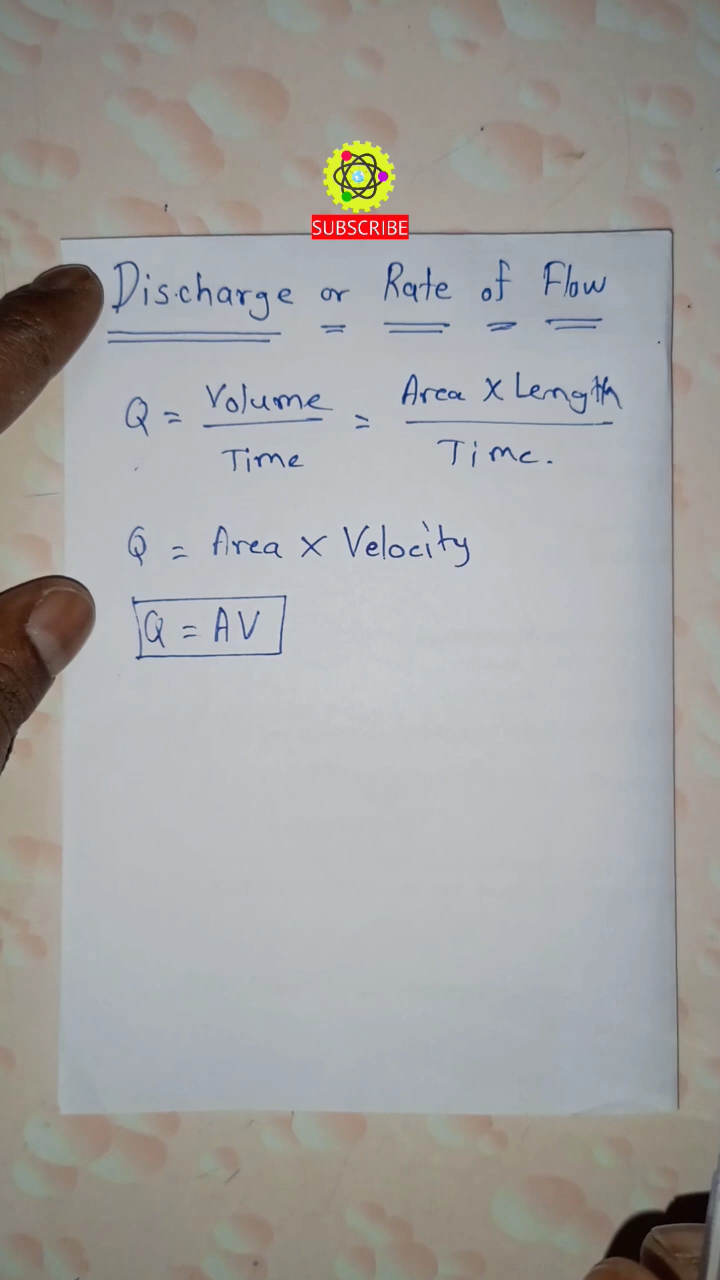 SUBSCRIBE
Discharge or Rate of Flow
Q = Volume / Time = Area X Length / Time.
Q = Area X Velocity
Q = AV